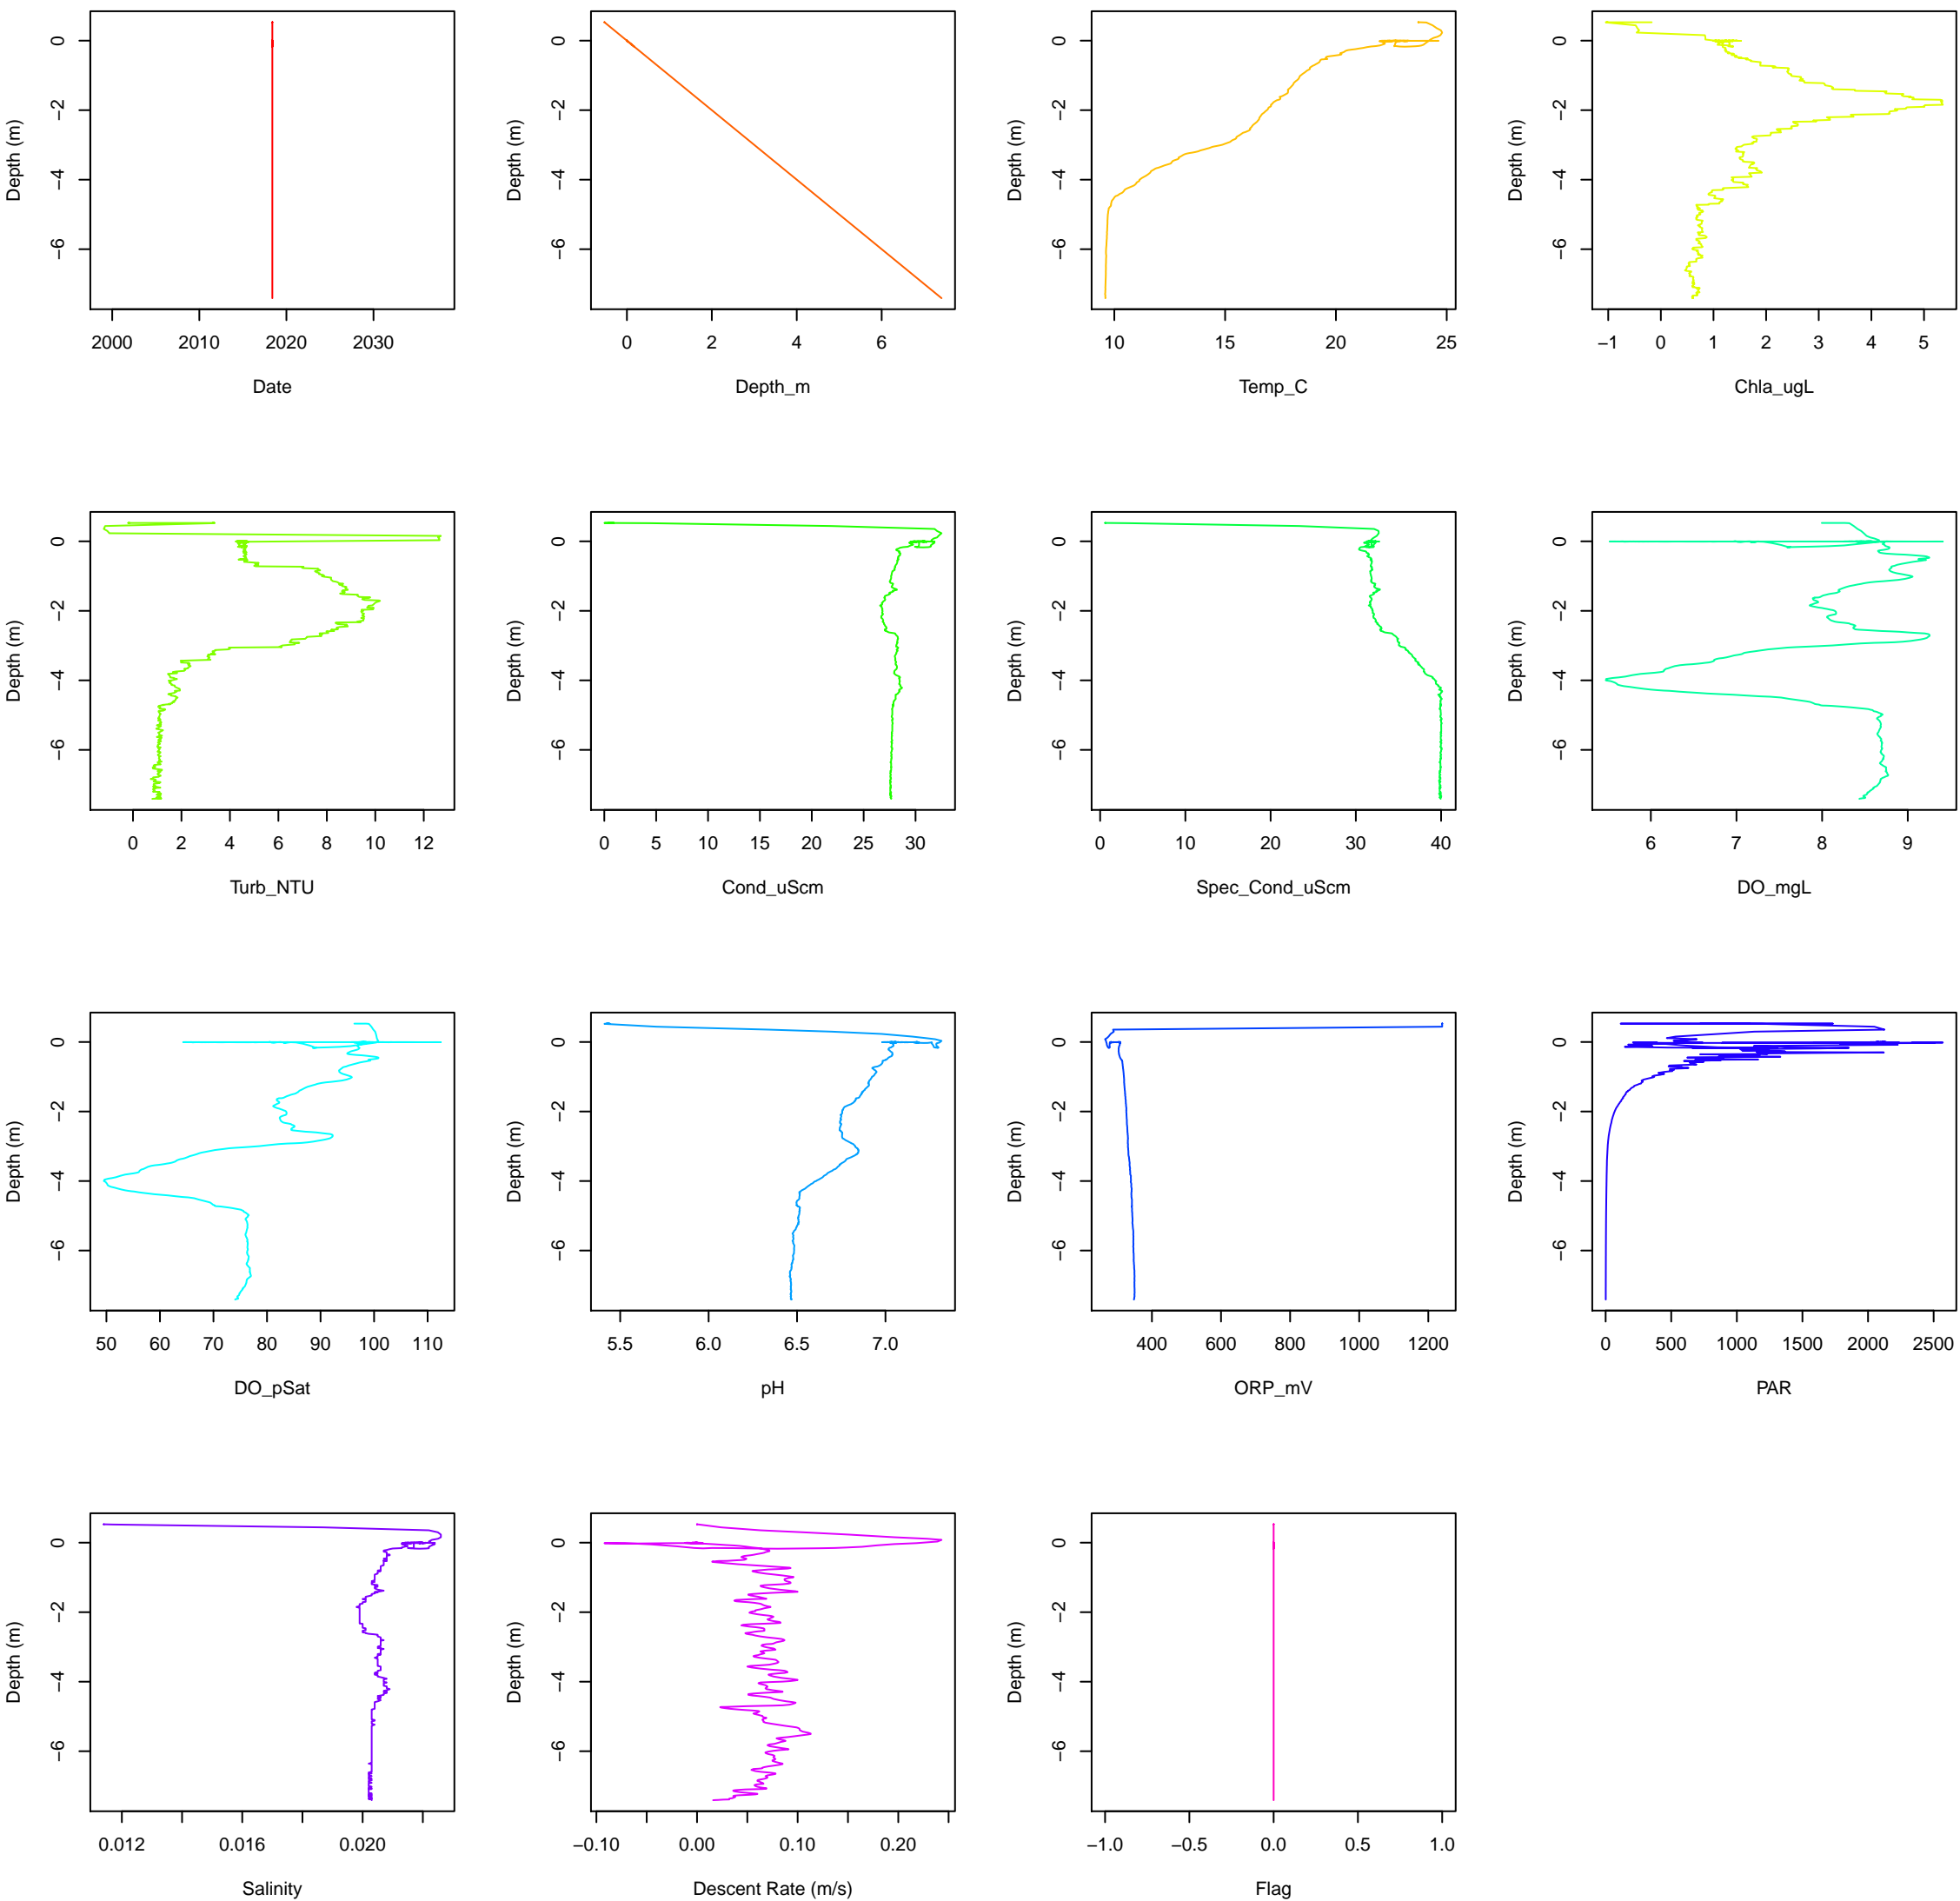 Depth (m)
0
−2
−4
−6
2000 2010 2020 2030
Date
Depth (m)
0
−2
−4
−6
0 2 4 6
Depth_m
Depth (m)
0
−2
−4
−6
10 15 20 25
Temp_C
Depth (m)
0
−2
−4
−6
−1 0 1 2 3 4 5
Chla_ugL
Depth (m)
0
−2
−4
−6
0 2 4 6 8 10 12
Turb_NTU
Depth (m)
0
−2
−4
−6
0 5 10 15 20 25 30
Cond_uScm
Depth (m)
0
−2
−4
−6
0 10 20 30 40
Spec_Cond_uScm
Depth (m)
0
−2
−4
−6
6 7 8 9
DO_mgL
Depth (m)
0
−2
−4
−6
50 60 70 80 90 100 110
DO_pSat
Depth (m)
0
−2
−4
−6
5.5 6.0 6.5 7.0
pH
Depth (m)
0
−2
−4
−6
400 600 800 1000 1200
ORP_mV
Depth (m)
0
−2
−4
−6
0 500 1000 1500 2000 2500
PAR
Depth (m)
0
−2
−4
−6
0.012 0.016 0.020
Salinity
Depth (m)
0
−2
−4
−6
−0.10 0.00 0.10 0.20
Descent Rate (m/s)
Depth (m)
0
−2
−4
−6
−1.0 −0.5 0.0 0.5 1.0
Flag